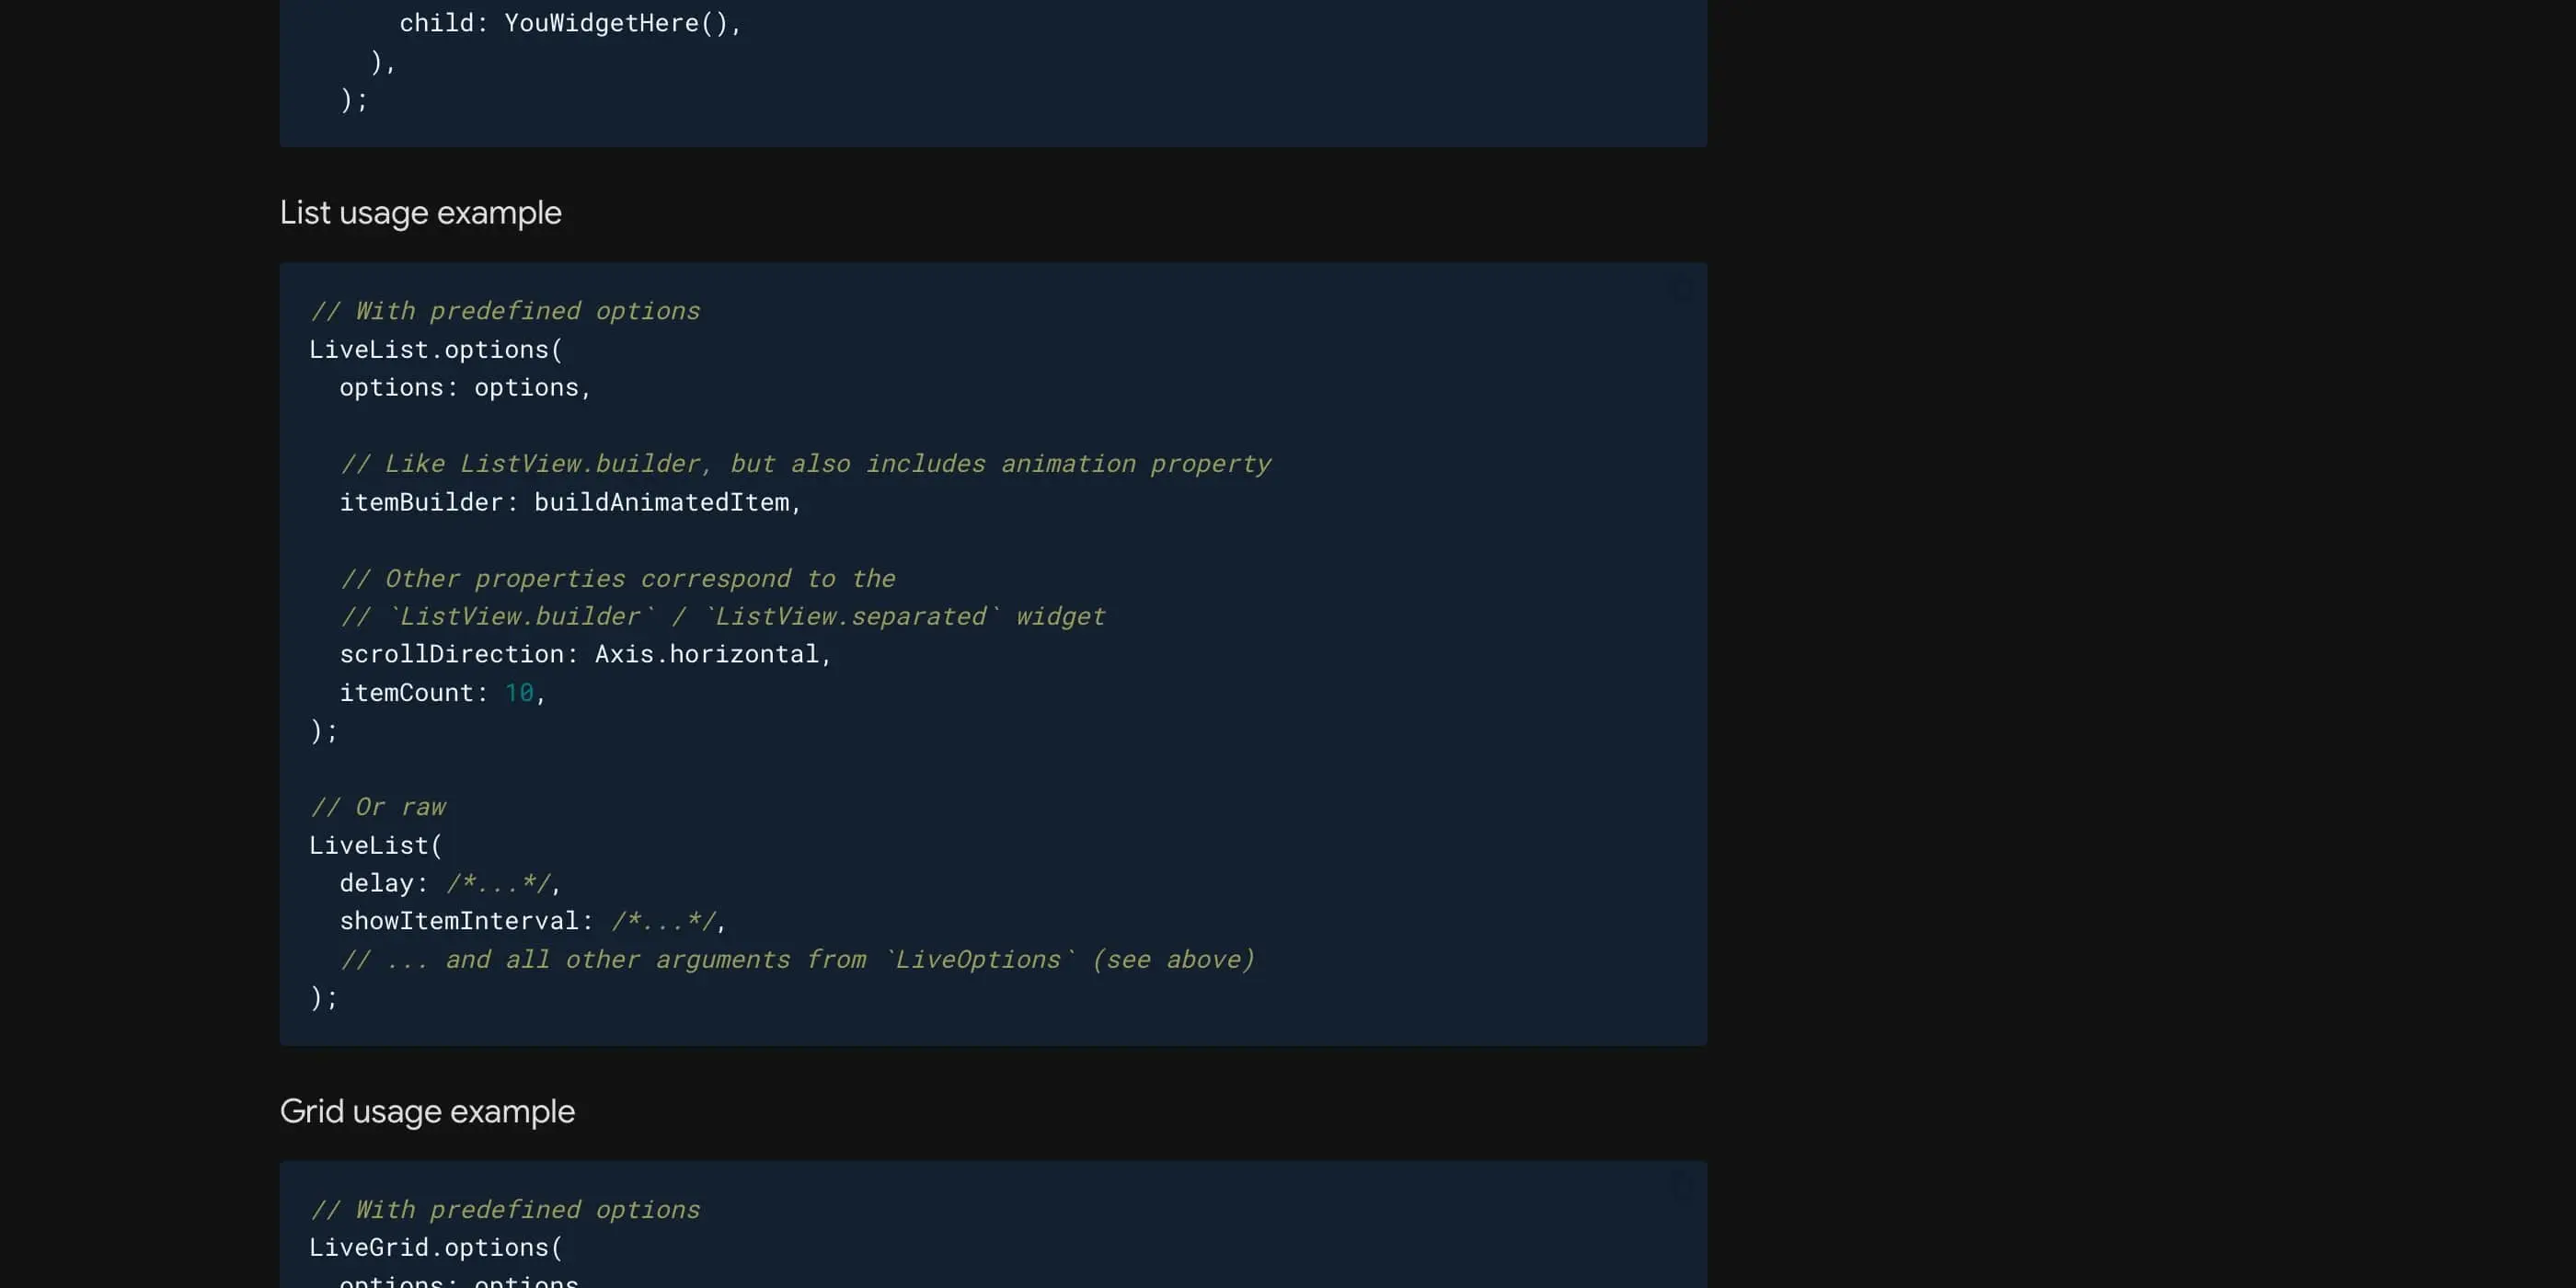 child: YouWidgetHere(),
),
);
List usage example
// With predefined options
LiveList.options(
options: options,
// Like ListView.builder, but also includes animation property
itemBuilder: buildAnimatedItem,
// Other properties correspond to the
// `ListView.builder` / `ListView.separated` widget
scrollDirection: Axis.horizontal,
itemCount: 10,
);
// Or raw
LiveList(
delay: /*...*/,
showItemInterval: /*...*/,
// ... and all other arguments from `LiveOptions` (see above)
);
Grid usage example
// With predefined options
LiveGrid.options(
options: options